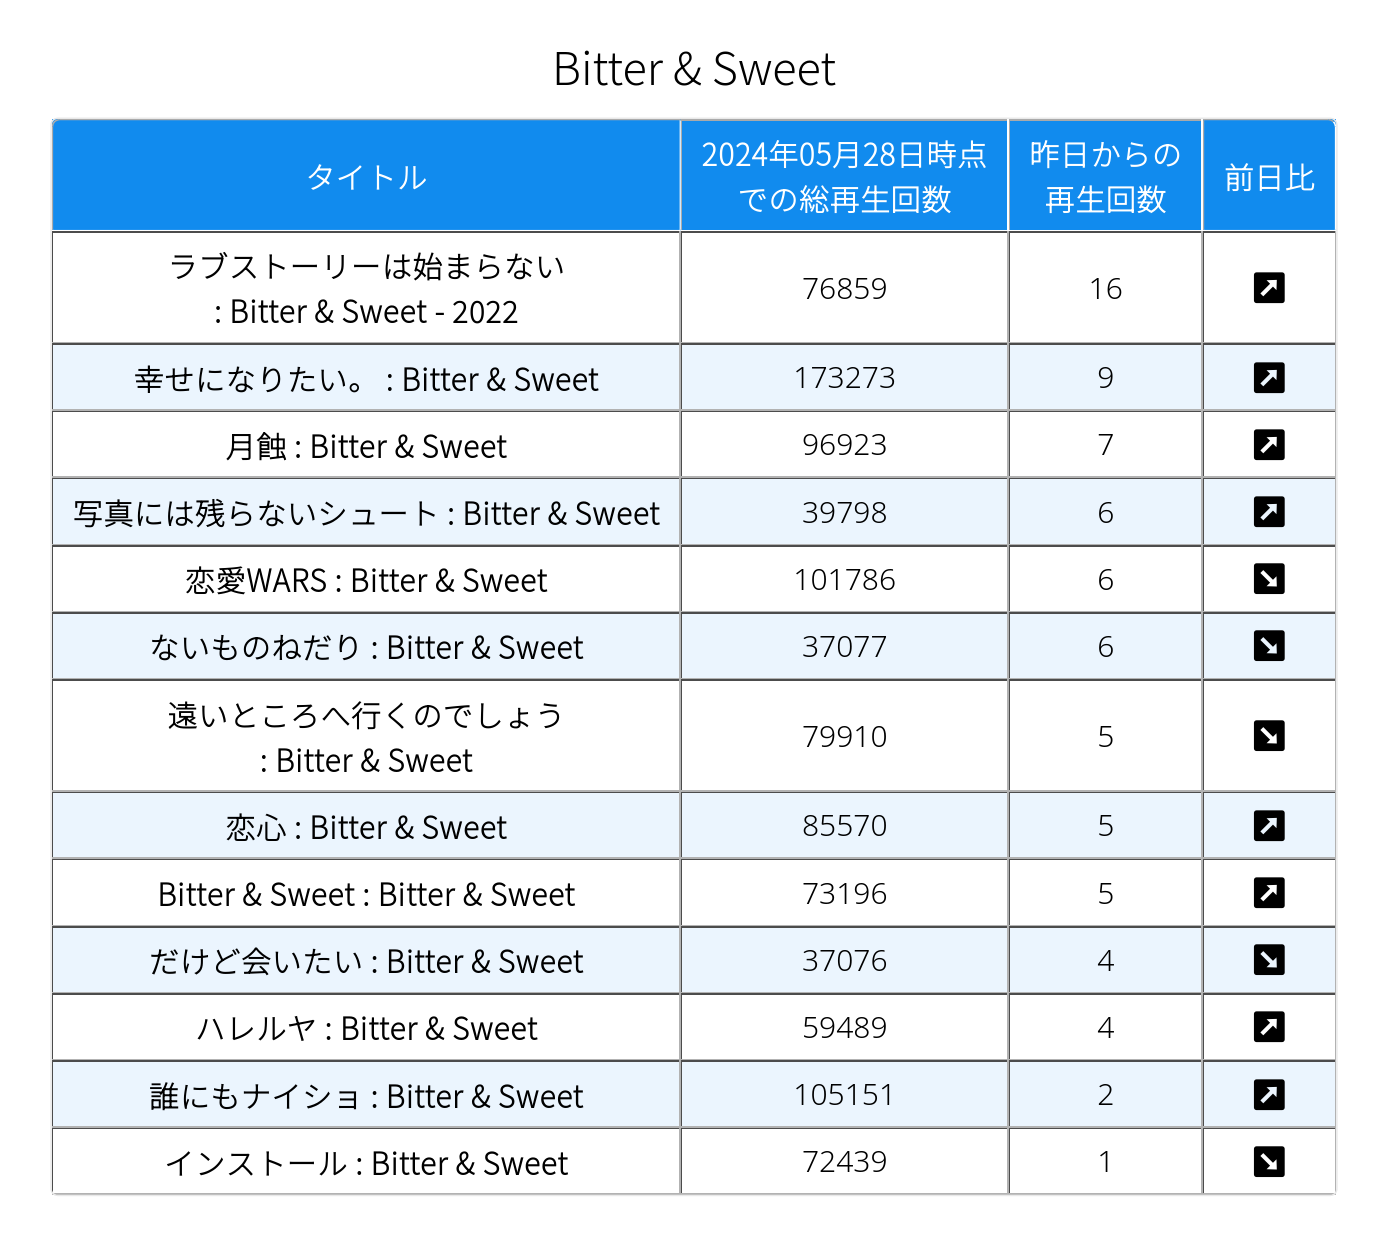 Bitter & Sweet
タイトル
2024年05月28日時点
での総再生回数
昨日からの
再生回数
前日比
ラブストーリーは始まらない
: Bitter & Sweet - 2022
76859
16
幸せになりたい。 : Bitter & Sweet
173273
9
月蝕 : Bitter & Sweet
96923
7
写真には残らないシュート : Bitter & Sweet
39798
6
恋愛WARS : Bitter & Sweet
101786
6
ないものねだり : Bitter & Sweet
37077
6
遠いところへ行くのでしょう
: Bitter & Sweet
79910
5
恋心 : Bitter & Sweet
85570
5
Bitter & Sweet : Bitter & Sweet
73196
5
だけど会いたい : Bitter & Sweet
37076
4
ハレルヤ : Bitter & Sweet
59489
4
誰にもナイショ : Bitter & Sweet
105151
2
インストール : Bitter & Sweet
72439
1